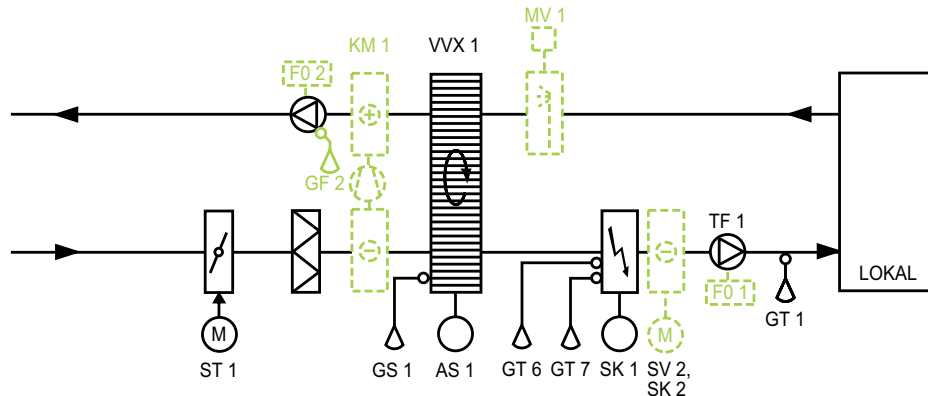 MV 1
KM 1 VVX 1
F0 2
GF 2
TF 1
LOKAL
F0 1
GT 1
M
M
ST 1 GS 1 AS 1 GT 6 GT 7 SK 1 SV 2,
SK 2